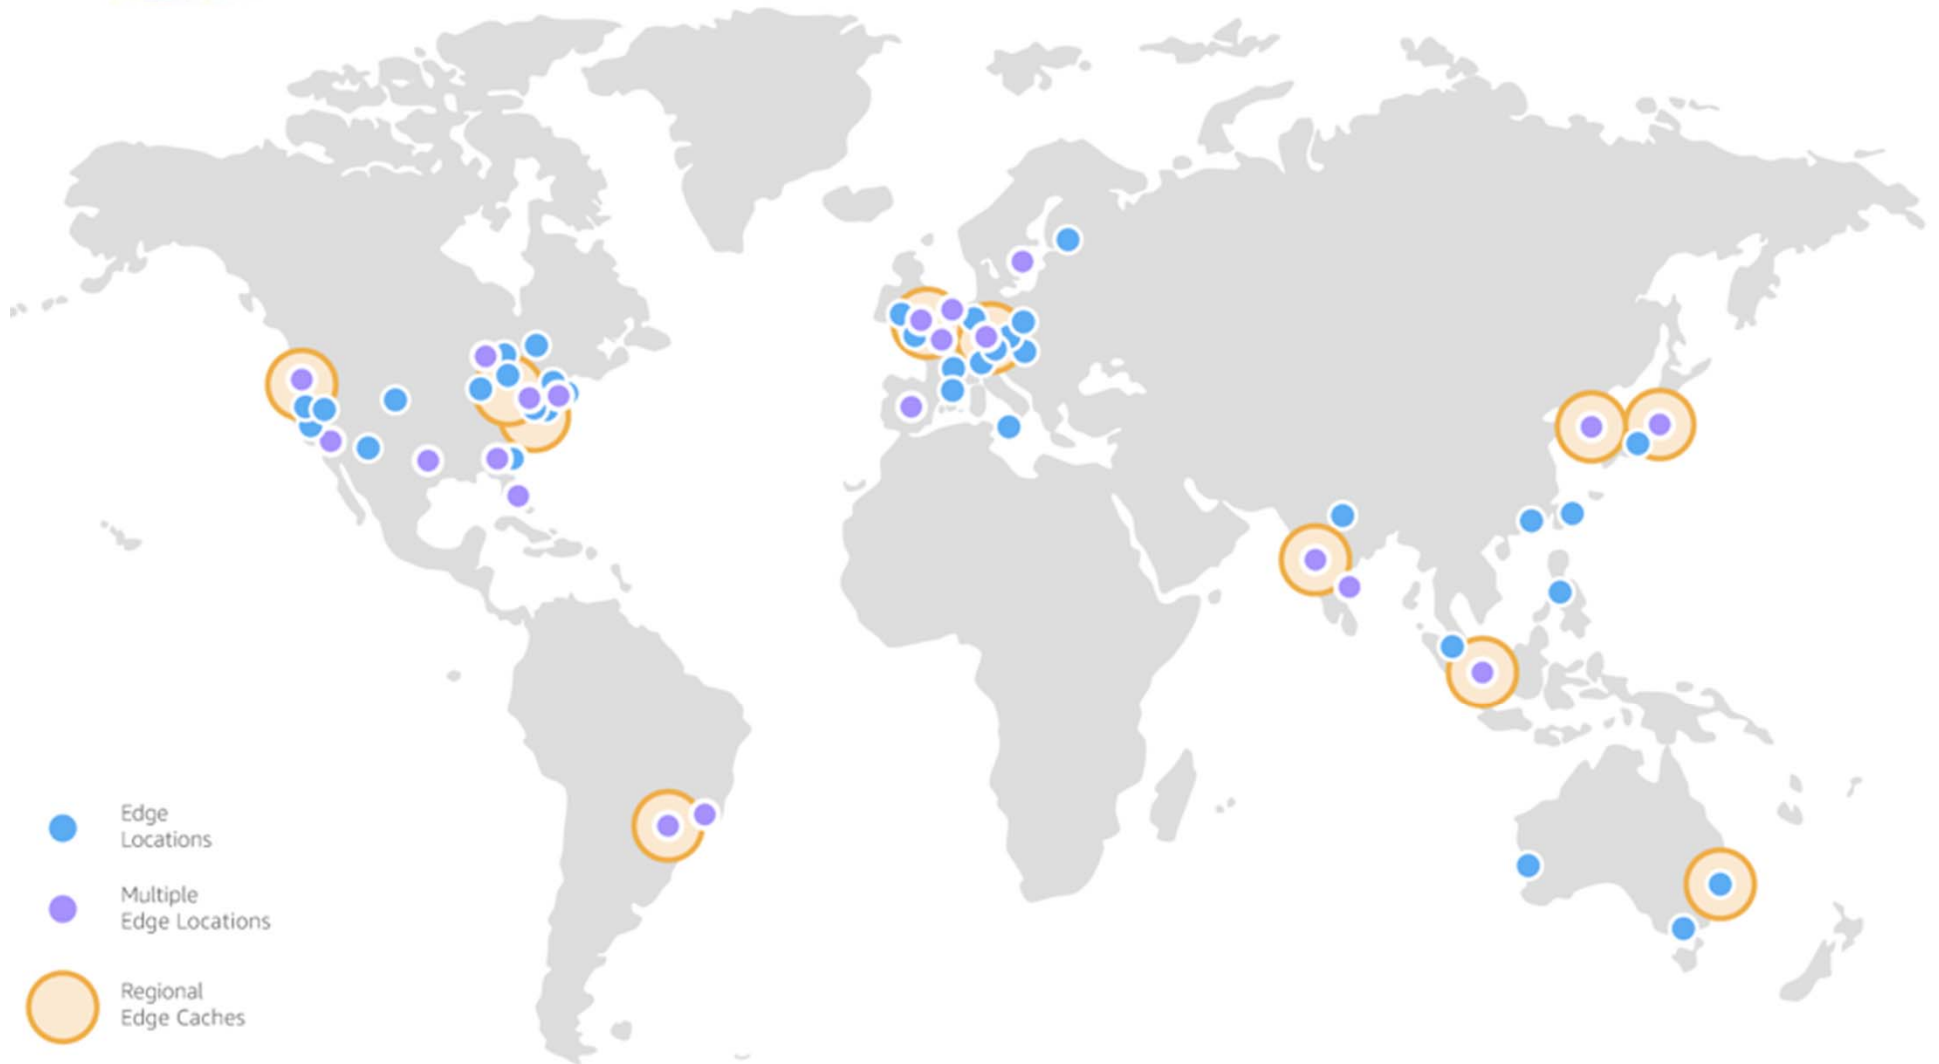 Edge
Locations
Multiple
Edge Locations
Regional
Edge Caches